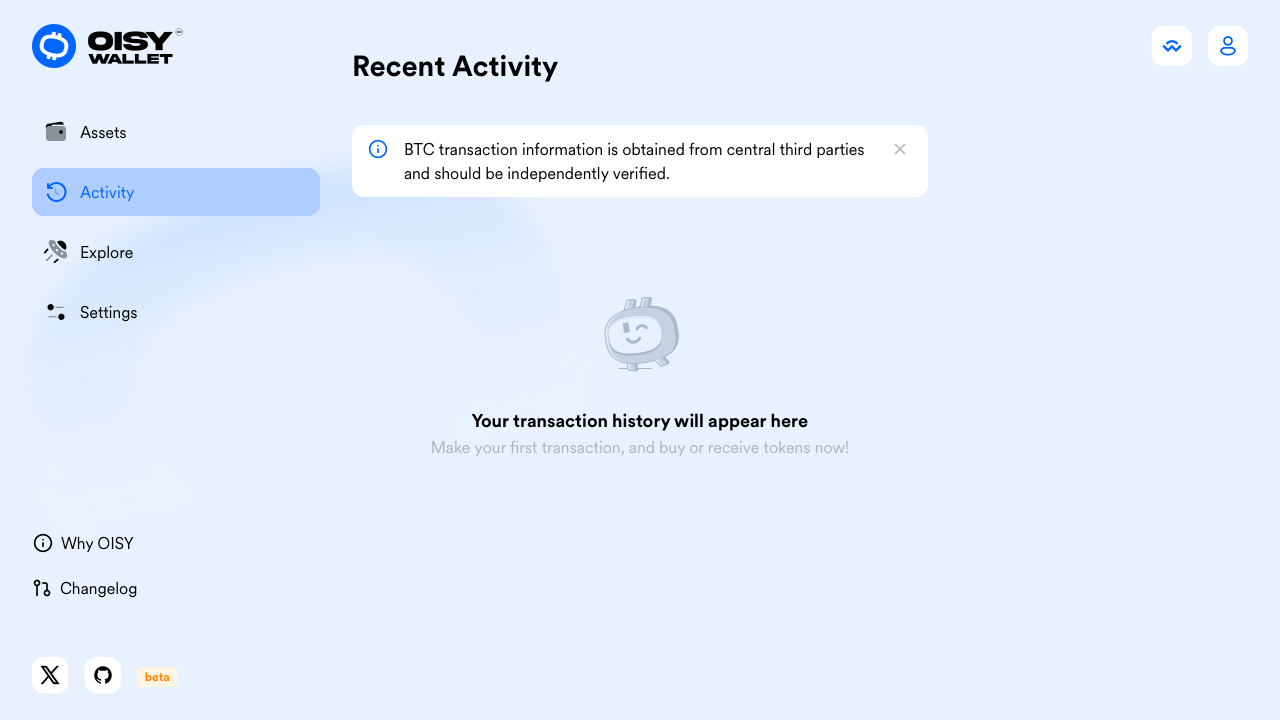 OISY
WALLET
Recent Activity
Assets
Activity
Explore
Settings
BTC transaction information is obtained from central third parties
and should be independently verified.
Your transaction history will appear here
Make your first transaction, and buy or receive tokens now!
Why OISY
Changelog
beta